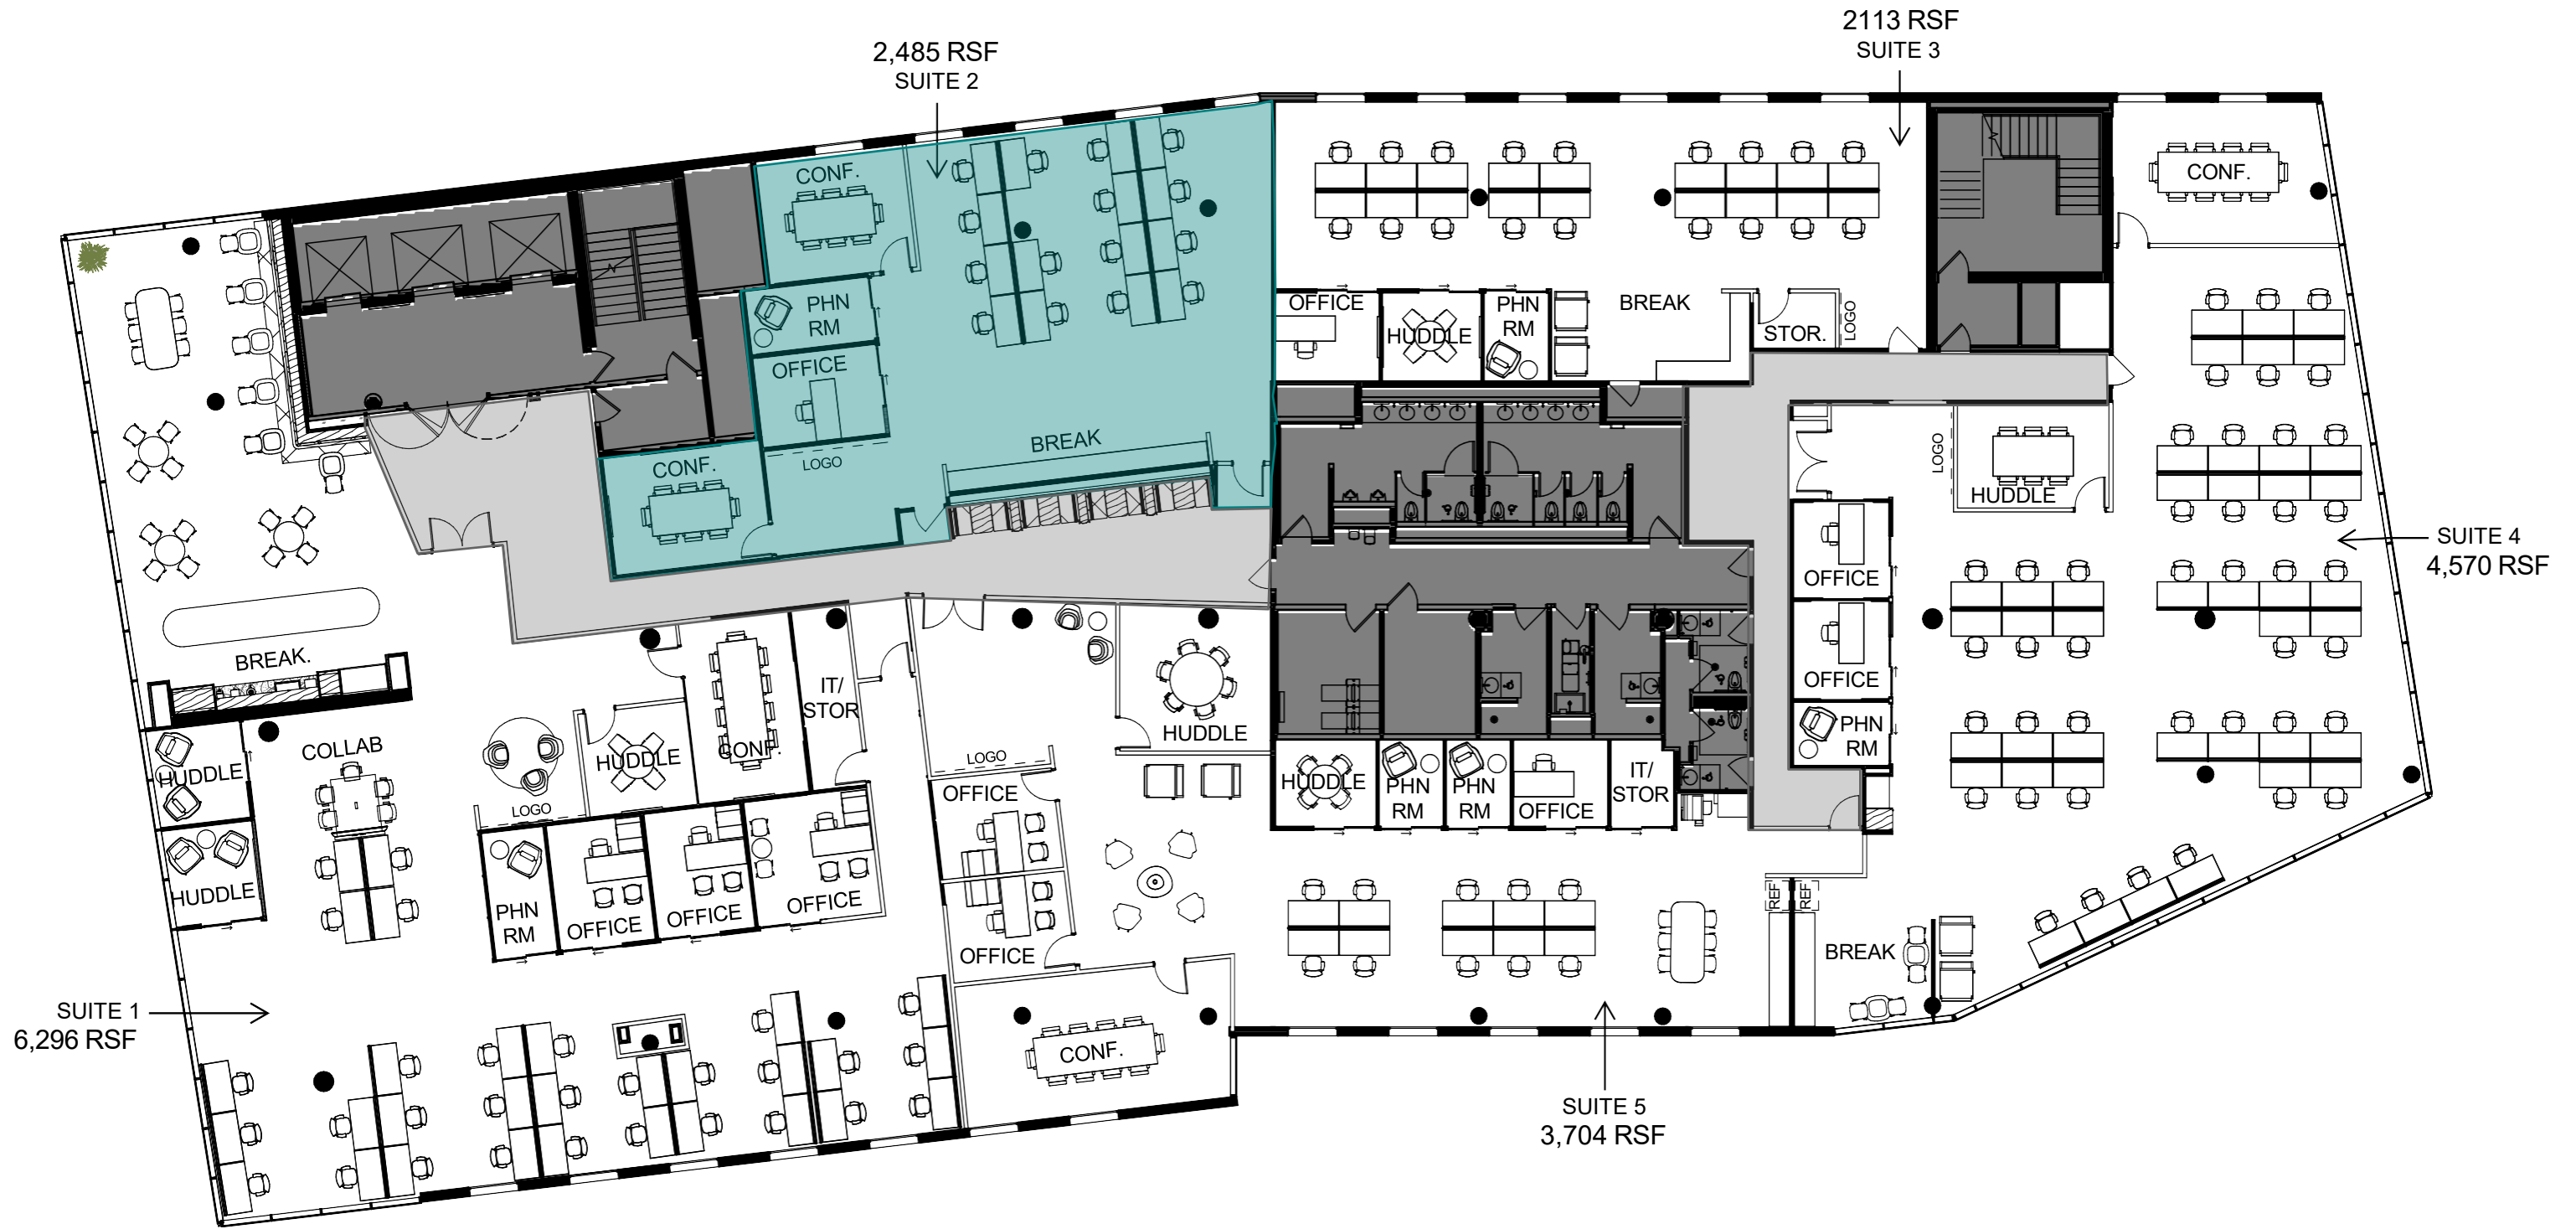 2,485 RSF
SUITE 2
2113 RSF
SUITE 3
CONF.
PHN
RM
OFFICE
LOGO
CONF.
BREAK
OFFICE
HUDDLE
PHN
RM
BREAK
STOR.
LOGO
CONF.
LOGO
HUDDLE
OFFICE
OFFICE
PHN
RM
SUITE 4
4,570 RSF
BREAK.
COLLAB
HUDDLE
HUDDLE
LOGO
HUDDLE
CONF.
IT/
STOR
PHN
RM
OFFICE
OFFICE
OFFICE
SUITE 1
6,296 RSF
LOGO
HUDDLE
OFFICE
OFFICE
CONF.
HUDDLE
PHN
RM
PHN
RM
OFFICE
IT/
STOR
REF
REF
BREAK
SUITE 5
3,704 RSF